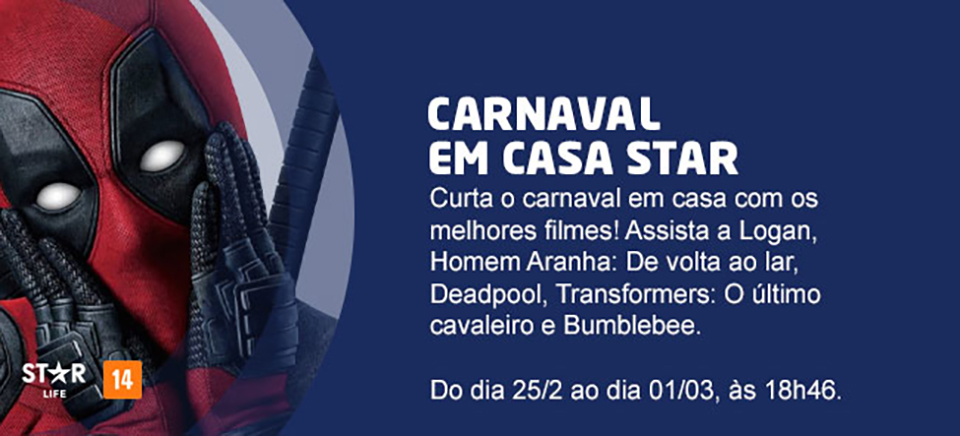 CARNAVAL
EM CASA STAR
Curta o carnaval em casa com os
melhores filmes! Assista a Logan,
Homem Aranha: De volta ao lar,
Deadpool, Transformers: O último
cavaleiro e Bumblebee.
Do dia 25/2 ao dia 01/03, às 18h46.
STAR
LIFE
14